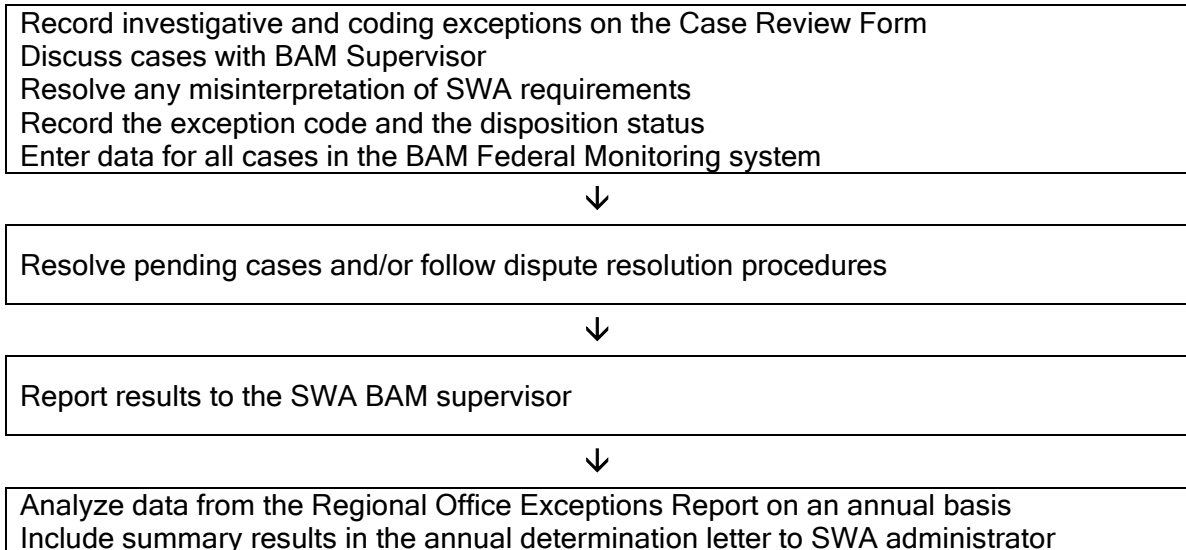 Record investigative and coding exceptions on the Case Review Form
Discuss cases with BAM Supervisor
Resolve any misinterpretation of SWA requirements
Record the exception code and the disposition status
Enter data for all cases in the BAM Federal Monitoring system
↓
Resolve pending cases and/or follow dispute resolution procedures
↓
Report results to the SWA BAM supervisor
↓
Analyze data from the Regional Office Exceptions Report on an annual basis
Include summary results in the annual determination letter to SWA administrator